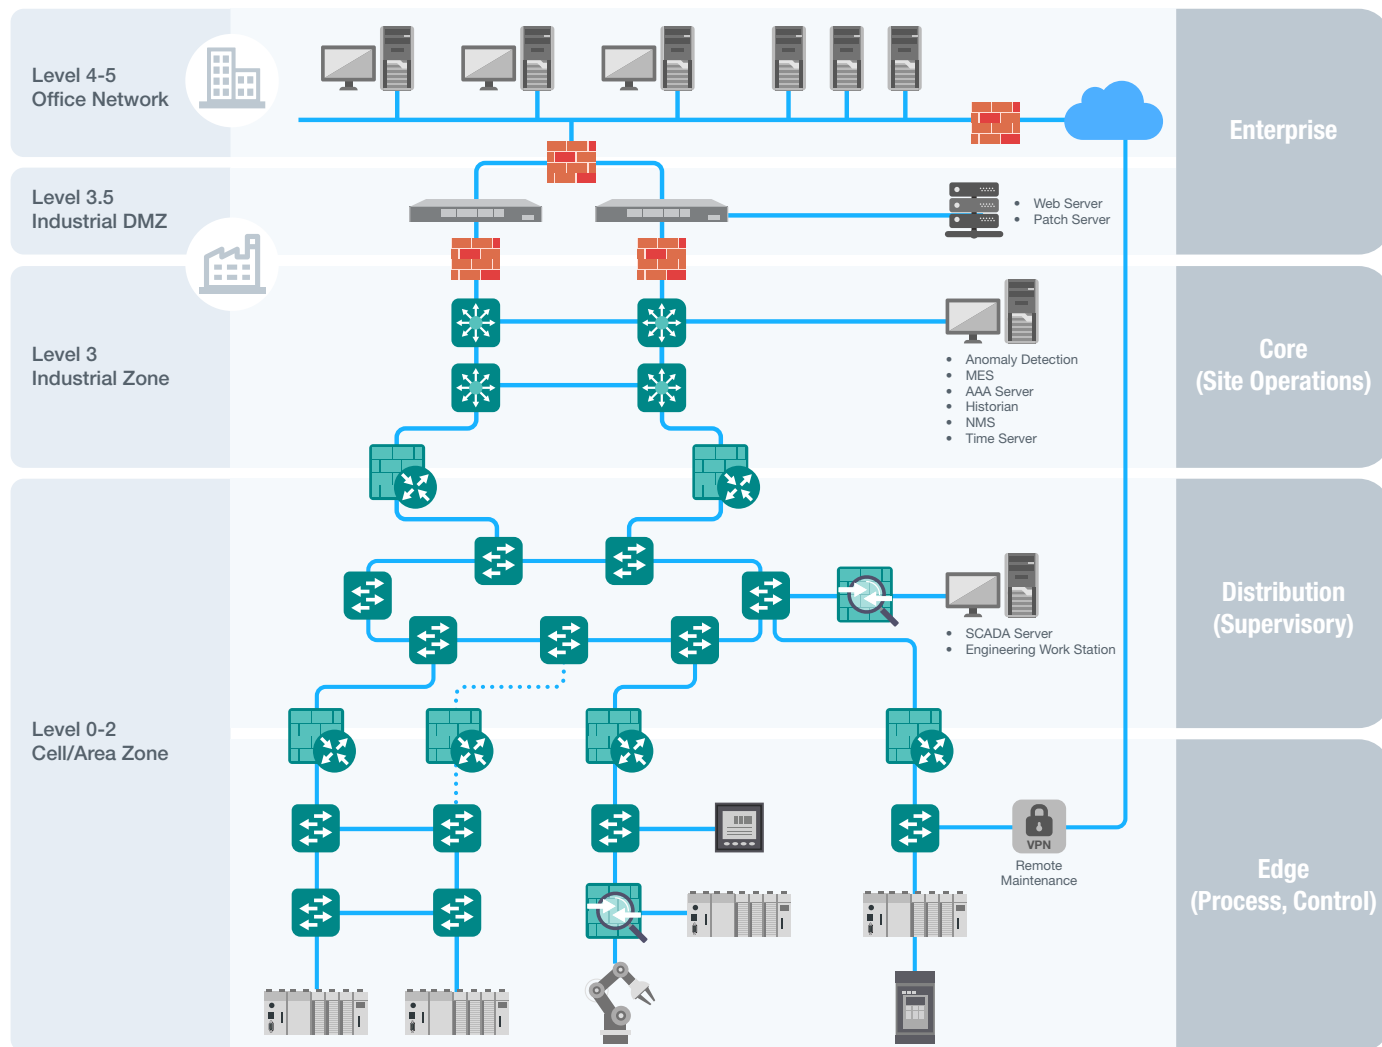 Level 4-5
Office Network
Enterprise
Level 3.5
Industrial DMZ
• Web Server
• Patch Server
Level 3
Industrial Zone
• Anomaly Detection
• MES
• AAA Server
• Historian
• NMS
• Time Server
Core
(Site Operations)
Distribution
(Supervisory)
• SCADA Server
• Engineering Work Station
Level 0-2
Cell/Area Zone
VPN
Remote
Maintenance
Edge
(Process, Control)